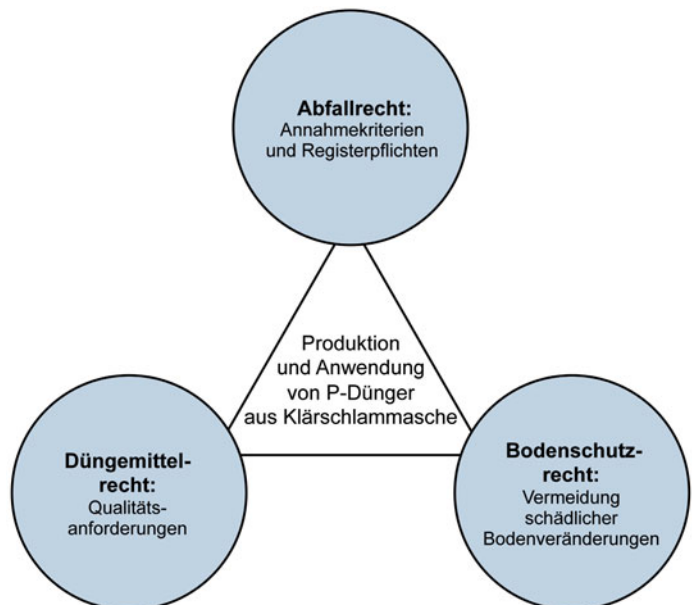 Abfallrecht:
Annahmekriterien
und Registerpflichten
Produktion
und Anwendung
von P-Dünger
aus Klärschlammasche
Düngemittel-
recht:
Qualitäts-
anforderungen
Bodenschutz-
recht:
Vermeidung
schädlicher
Bodenveränderungen